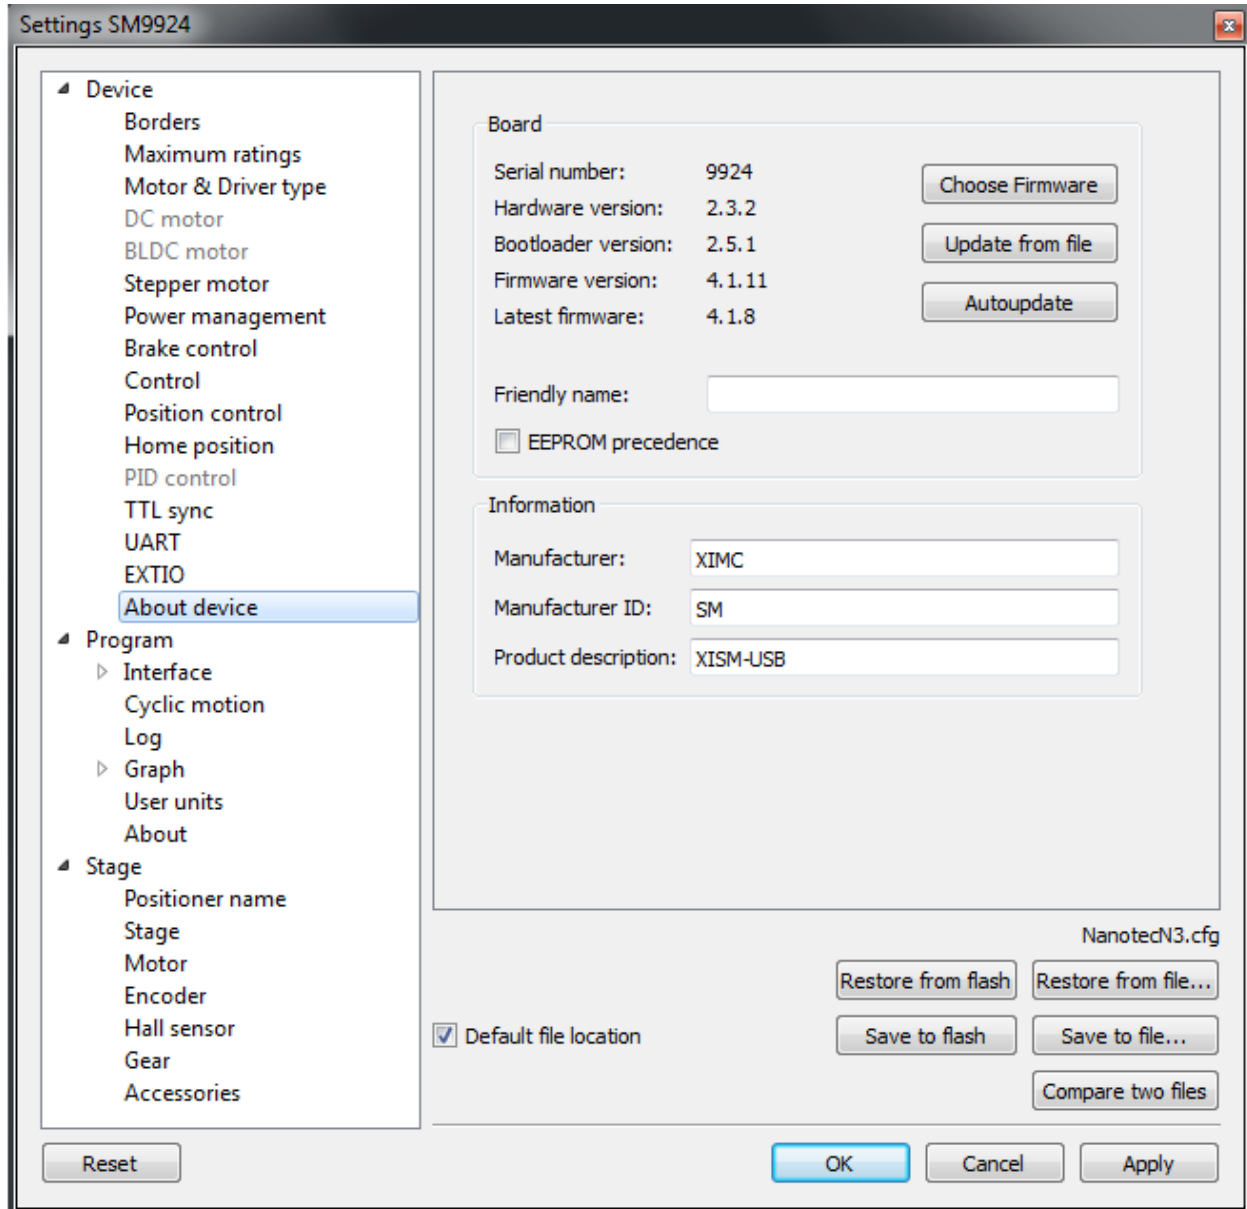 Settings SM9924
Device
Borders
Maximum ratings
Motor & Driver type
DC motor
BLDC motor
Stepper motor
Power management
Brake control
Control
Position control
Home position
PID control
TTL sync
UART
EXTIO
About device
Program
Interface
Cyclic motion
Log
Graph
User units
About
Stage
Positioner name
Stage
Motor
Encoder
Hall sensor
Gear
Accessories
Board
Serial number: 9924
Hardware version: 2.3.2
Bootloader version: 2.5.1
Firmware version: 4.1.11
Latest firmware: 4.1.8
Choose Firmware
Update from file
Autoupdate
Friendly name:
EEPROM precedence
Information
Manufacturer: XIMC
Manufacturer ID: SM
Product description: XISM-USB
NanotecN3.cfg
Restore from flash Restore from file...
Default file location Save to flash Save to file...
Compare two files
Reset OK Cancel Apply